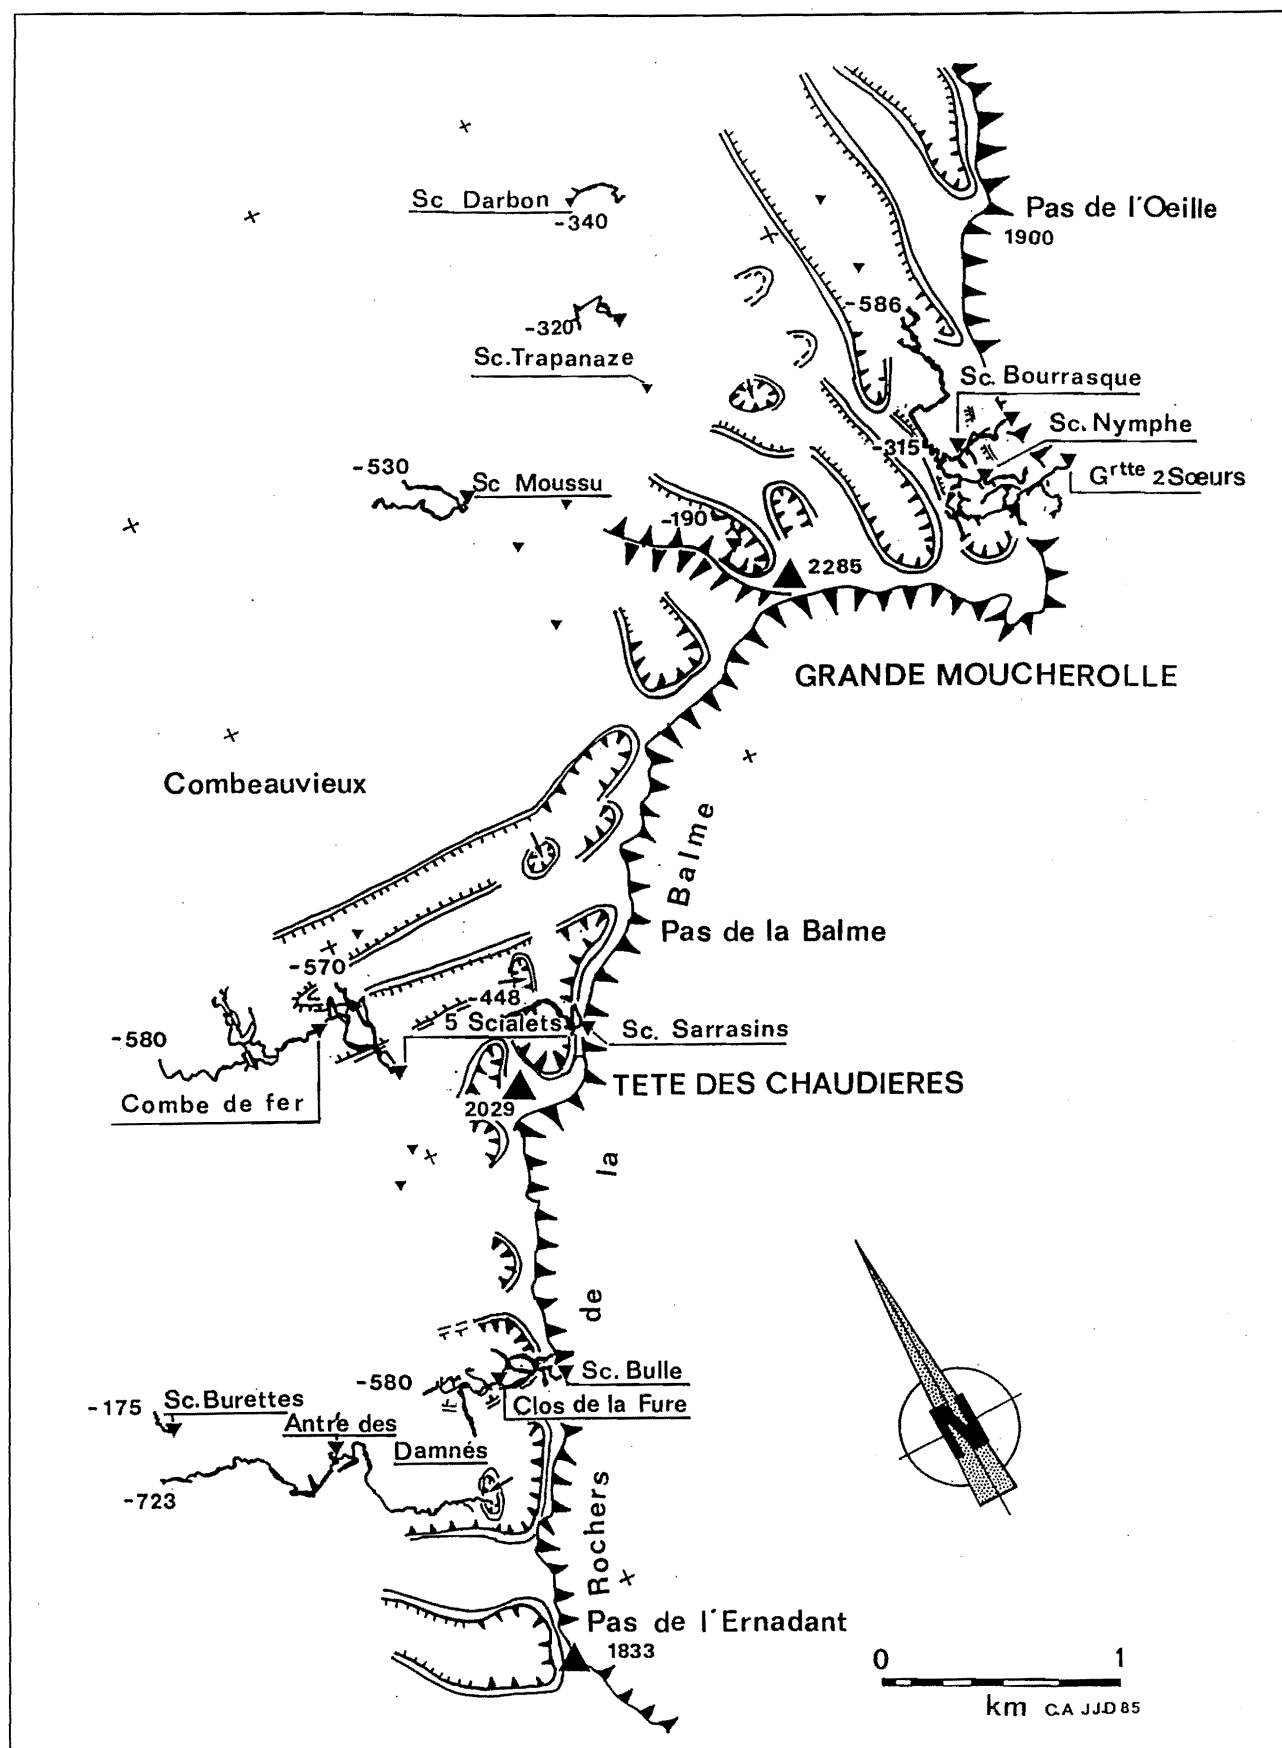 Sc Darbon
-340
Pas de l'Oeille
1900
-586
-320
Sc.Trapanaze
Sc. Bourrasque
Sc. Nymphe
-315
-530
Sc Moussu
Grtte 2Sœurs
-190
2285
GRANDE MOUCHEROLLE
Combeauvieux
Balme
Pas de la Balme
-570
-448
-580
5 Scialets
Sc. Sarrasins
TETE DES CHAUDIERES
Combe de fer
2029
la
de
-580
Sc. Bulle
-175
Sc.Burettes
Clos de la Fure
Antre des
Damnés
-723
Rochers
N
Pas de l'Ernadant
1833
0 1
km C.A JJ.D 85